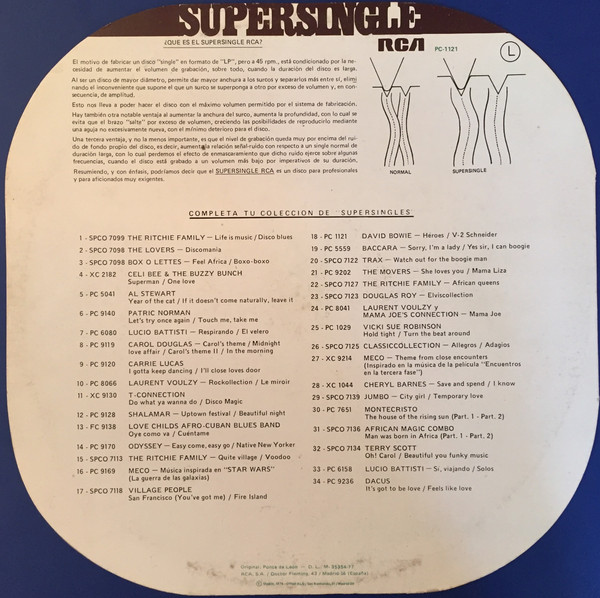 SUPERSINGLE
¿QUE ES EL SUPERSINGLE RCA?
RCA
PC-1121
L
El motivo de fabricar un disco "single" en formato de "LP", pero a 45 rpm., está condicionado por la ne-
cesidad de aumentar el volumen de grabación, sobre todo, cuando la duración del disco es larga.
Al ser un disco de mayor diámetro, permite dar mayor anchura a los surcos y separarlos más entre sí, elimi
nando el inconveniente que supone el que un surco se superponga a otro por exceso de volumen y, en con-
secuencia, de amplitud.
Esto nos lleva a poder hacer el disco con el máximo volumen permitido por el sistema de fabricación.
Hay también otra notable ventaja al aumentar la anchura del surco, aumenta la profundidad, con lo cual se
evita que el brazo "salte" por exceso de volumen, creciendo las posibilidades de reproducirlo mediante
una aguja no excesivamente nueva, con el mínimo deterioro para el disco.
Una tercera ventaja, y no la menos importante, es que el nivel de grabación queda muy por encima del rui-
do de fondo propio del disco, es decir, aumenta la relación señal-ruido con respecto a un single normal de
duración larga, con lo cual perdemos el efecto de enmascaramiento que dicho ruido ejerce sobre algunas
frecuencias, cuando el disco está grabado a un volumen más bajo por imperativos de su duración.
Resumiendo, y con énfasis, podríamos decir que el SUPERSINGLE RCA es un disco para profesionales
y para aficionados muy exigentes.
NORMAL
SUPERSINGLE
COMPLETA TU COLECCION DE "SUPERSINGLES"
1 - SPCO 7099 THE RITCHIE FAMILY — Life is music / Disco blues
2 - SPCO 7098 THE LOVERS — Discomania
3 - SPCO 7098 BOX O LETTES — Feel Africa / Boxo-boxo
4 - XC 2182 CELI BEE & THE BUZZY BUNCH
Superman / One love
5 - PC 5041 AL STEWART
Year of the cat / If it doesn't come naturally, leave it
6 - PC 9140 PATRIC NORMAN
Let's try once again / Touch me, take me
7 - PC 6080 LUCIO BATTISTI — Respirando / El velero
8 - PC 9119 CAROL DOUGLAS — Carol's theme / Midnight
love affair / Carol's theme II / In the morning
9 - PC 9120 CARRIE LUCAS
I gotta keep dancing / I'll close loves door
10 - PC 8066 LAURENT VOULZY — Rockollection / Le miroir
11 - XC 9130 T-CONNECTION
Do what ya wanna do / Disco Magic
12 - PC 9128 SHALAMAR — Uptown festival / Beautiful night
13 - FC 9138 LOVE CHILDS AFRO-CUBAN BLUES BAND
Oye como va / Cuéntame
14 - PC 9170 ODYSSEY — Easy come, easy go / Native New Yorker
15 - SPCO 7113 THE RITCHIE FAMILY — Quite village / Voodoo
16 - PC 9169 MECO — Música inspirada en "STAR WARS"
(La guerra de las galaxias)
17 - SPCO 7118 VILLAGE PEOPLE
San Francisco (You've got me) / Fire Island
18 - PC 1121 DAVID BOWIE — Héroes / V-2 Schneider
19 - PC 5559 BACCARA — Sorry, I'm a lady / Yes sir, I can boogie
20 - SPCO 7122 TRAX — Watch out for the boogie man
21 - PC 9202 THE MOVERS — She loves you / Mama Liza
22 - SPCO 7127 THE RITCHIE FAMILY — African queens
23 - SPCO 7123 DOUGLAS ROY — Elviscollection
24 - PC 8041 LAURENT VOULZY y
MAMA JOE'S CONNECTION — Mama Joe
25 - PC 1029 VICKI SUE ROBINSON
Hold tight / Turn the beat around
26 - SPCO 7125 CLASSICCOLLECTION — Allegros / Adagios
27 - XC 9214 MECO — Theme from close encounters
(Inspirado en la música de la película "Encuentros
en la tercera fase")
28 - XC 1044 CHERYL BARNES — Save and spend / I know
29 - SPCO 7139 JUMBO — City girl / Temporary love
30 - PC 7651 MONTECRISTO
The house of the rising sun (Part. 1 - Part. 2)
31 - SPCO 7136 AFRICAN MAGIC COMBO
Man was born in Africa (Part. 1 - Part. 2)
32 - SPCO 7134 TERRY SCOTT
Oh! Carol / Beautiful you funky music
33 - PC 6158 LUCIO BATTISTI — Sí, viajando / Solos
34 - PC 9236 DACUS
It's got to be love / Feels like love
Original, Ponce de León — D. L., M-35304-77
RCA, S.A. / Doctor Fleming, 43 / Madrid 16 (España)